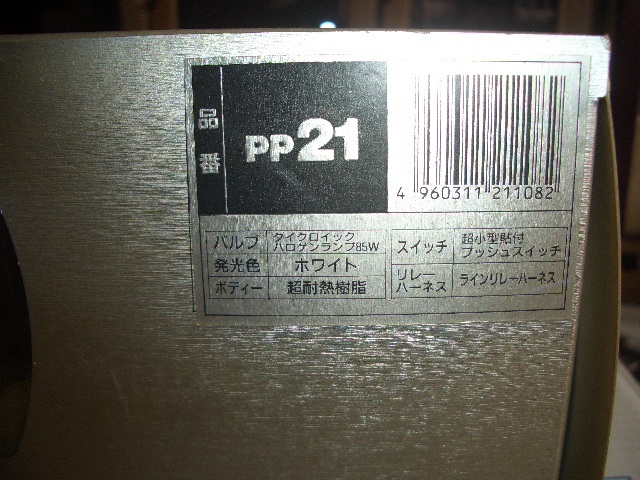 品番
PP21
4 960311 211082
バルブ
ダイクロイック
ハロゲンランプ85W
発光色
ホワイト
ボディー
超耐熱樹脂
スイッチ
超小型貼付
プッシュスイッチ
リレー
ハーネス
ラインリレーハーネス